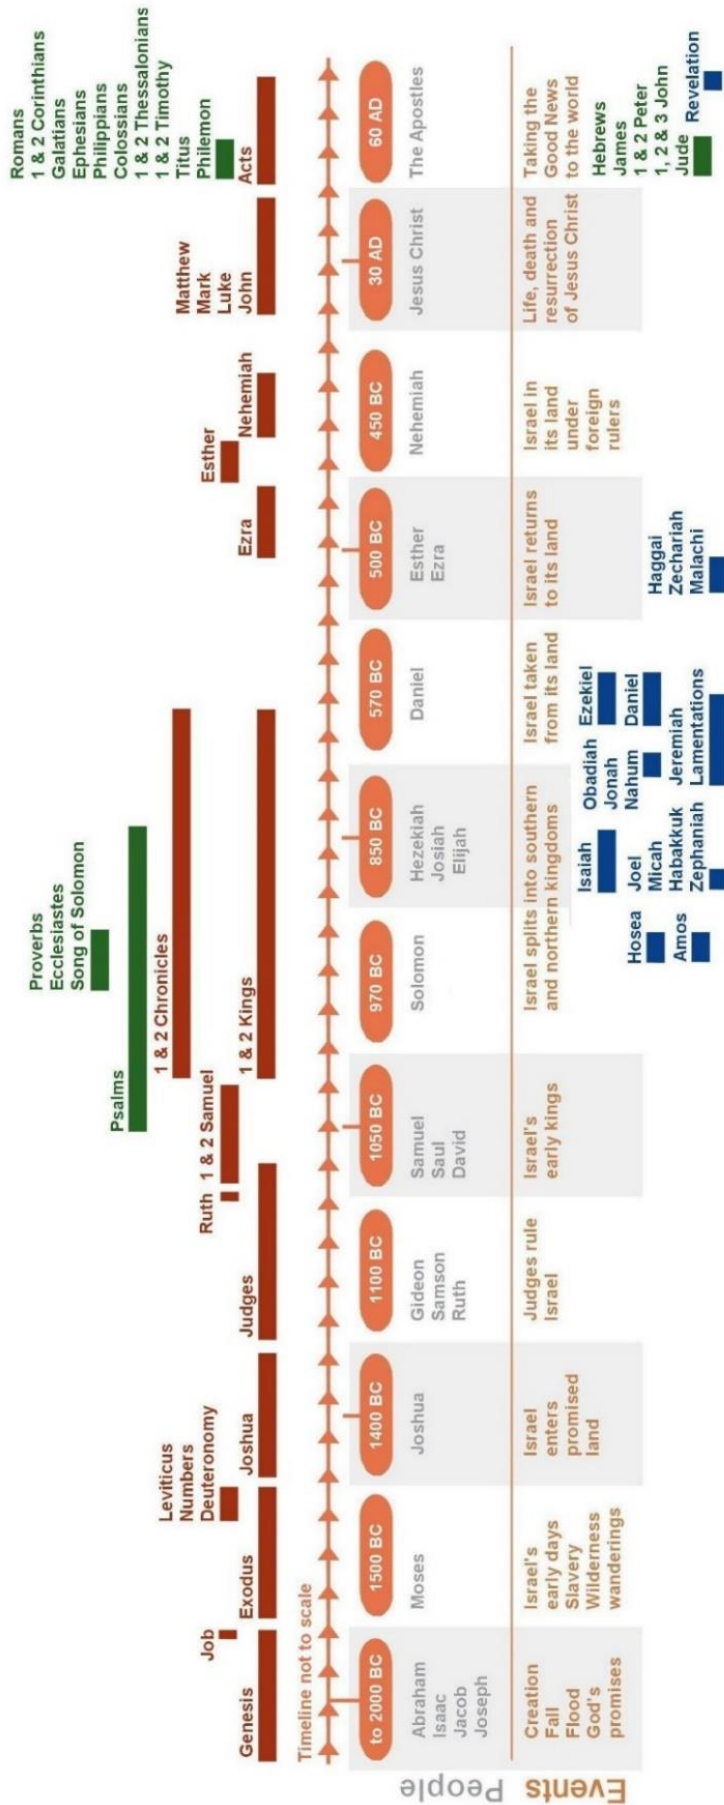 Proverbs
Ecclesiastes
Song of Solomon
Psalms
1 & 2 Chronicles
Leviticus
Numbers
Deuteronomy
Job
Ruth
1 & 2 Samuel
Genesis
Exodus
Joshua
Judges
1 & 2 Kings
Ezra
Esther
Nehemiah
Matthew
Mark
Luke
John
Romans
1 & 2 Corinthians
Galatians
Ephesians
Philippians
Colossians
1 & 2 Thessalonians
1 & 2 Timothy
Titus
Philemon
Acts
Timeline not to scale
to 2000 BC
1500 BC
1400 BC
1100 BC
1050 BC
970 BC
850 BC
570 BC
500 BC
450 BC
30 AD
60 AD
People
Abraham
Isaac
Jacob
Joseph
Moses
Joshua
Gideon
Samson
Ruth
Samuel
Saul
David
Solomon
Hezekiah
Josiah
Elijah
Daniel
Esther
Ezra
Nehemiah
Jesus Christ
The Apostles
Events
Creation
Fall
Flood
God's
promises
Israel's
early days
Slavery
Wilderness
wanderings
Israel
enters
promised
land
Judges rule
Israel
Israel's
early kings
Israel splits into southern
and northern kingdoms
Israel taken
from its land
Israel returns
to its land
Israel in
its land
under
foreign
rulers
Life, death and
resurrection
of Jesus Christ
Taking the
Good News
to the world
Hosea
Amos
Isaiah
Joel
Micah
Habakkuk
Zephaniah
Obadiah
Jonah
Nahum
Ezekiel
Daniel
Jeremiah
Lamentations
Haggai
Zechariah
Malachi
Hebrews
James
1 & 2 Peter
1, 2 & 3 John
Jude
Revelation